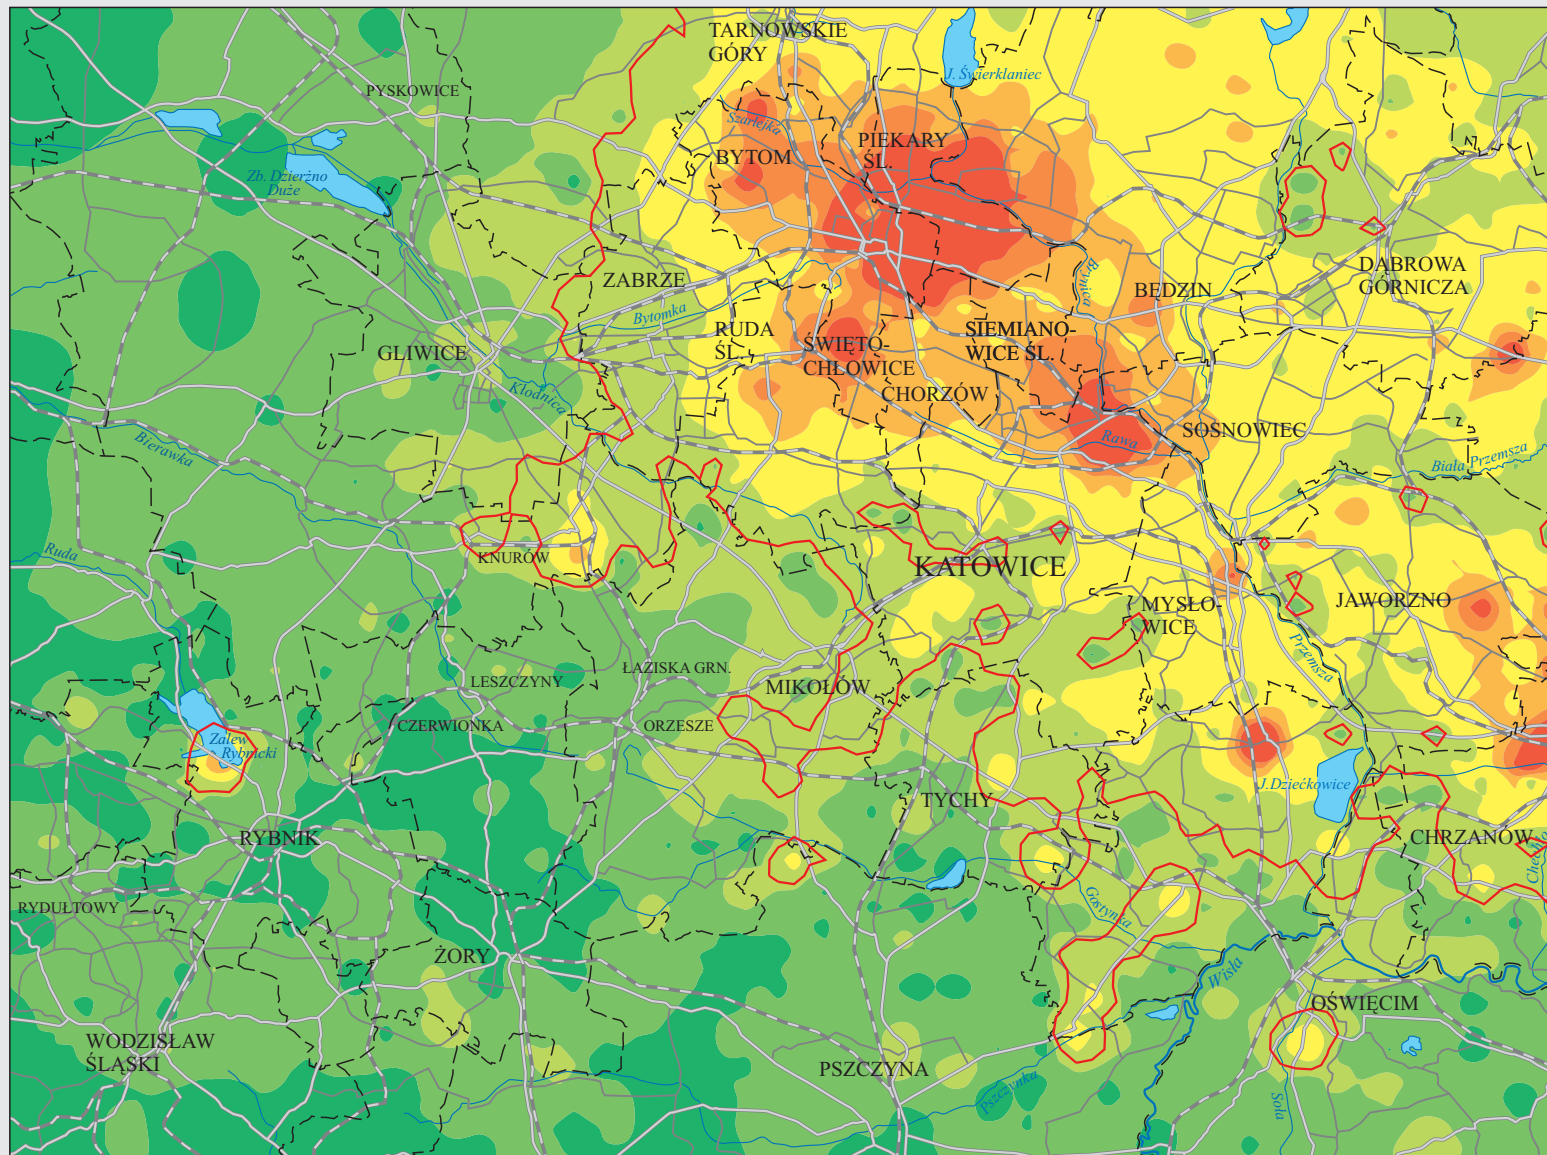 TARNOWSKIE
GÓRY
J. Świerklaniec
PYSKOWICE
Szarlejka
PIEKARY
ŚL.
BYTOM
Zb. Dzierżno
Duże
ZABRZE
Brynica
BĘDZIN
DĄBROWA
GÓRNICZA
Bytomka
RUDA
ŚL.
ŚWIĘTO-
CHŁOWICE
SIEMIANO-
WICE ŚL.
GLIWICE
Kłodnica
CHORZÓW
SOSNOWIEC
Rawa
Bierawka
Biała Przemsza
Ruda
KNURÓW
KATOWICE
MYSŁO-
WICE
JAWORZNO
Przemsza
ŁAZISKA GRN.
LESZCZYNY
MIKOŁÓW
CZERWIONKA
ORZESZE
Zalew
Rybnicki
J.Dziećkowice
TYCHY
RYBNIK
CHRZANÓW
Chechło
RYDUŁTOWY
Gostynka
ŻORY
Wisła
OŚWIĘCIM
WODZISŁAW
ŚLĄSKI
PSZCZYNA
Pszczynka
Soła